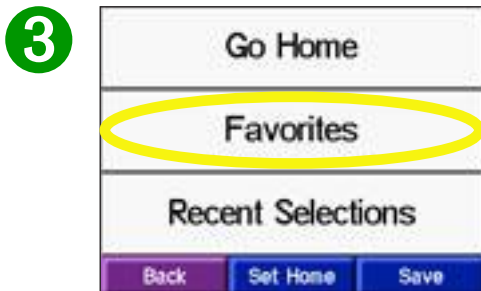 3
Go Home
Favorites
Recent Selections
Back Set Home Save